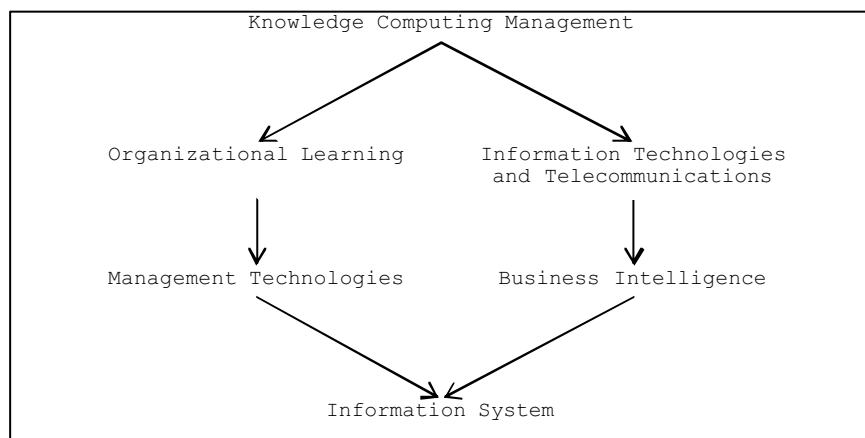 Knowledge Computing Management
Organizational Learning
Information Technologies
and Telecommunications
Management Technologies
Business Intelligence
Information System